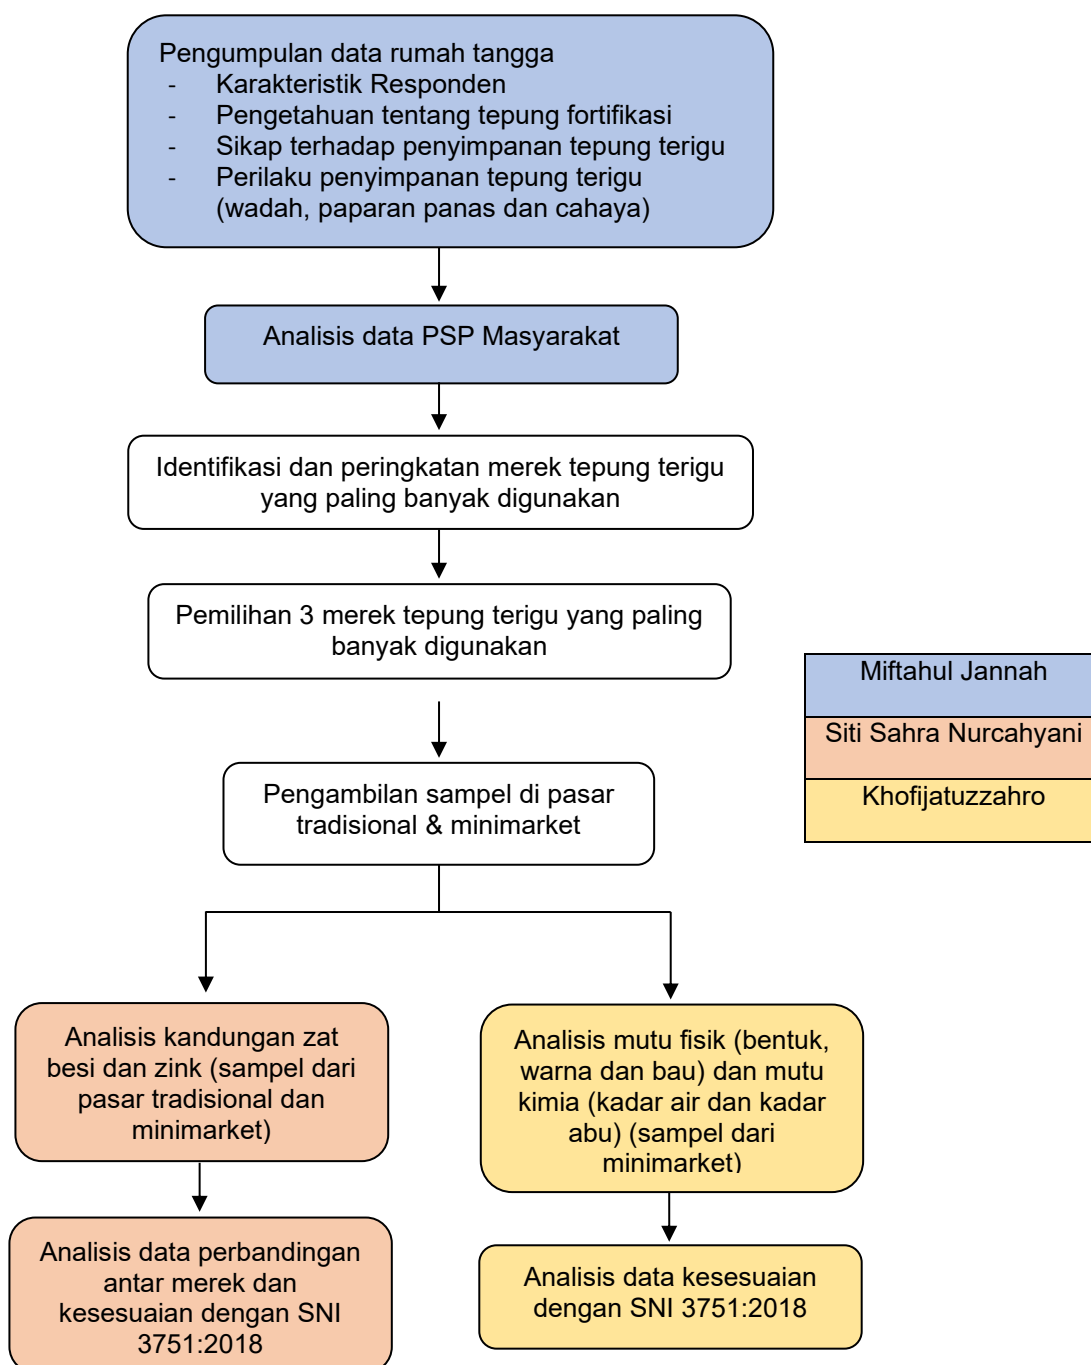 Pengumpulan data rumah tangga
- Karakteristik Responden
- Pengetahuan tentang tepung fortifikasi
- Sikap terhadap penyimpanan tepung terigu
- Perilaku penyimpanan tepung terigu
(wadah, paparan panas dan cahaya)
Analisis data PSP Masyarakat
Identifikasi dan peringkatan merek tepung terigu
yang paling banyak digunakan
Pemilihan 3 merek tepung terigu yang paling
banyak digunakan
Miftahul Jannah
Siti Sahra Nurcahyani
Khofijatuzzahro
Pengambilan sampel di pasar
tradisional & minimarket
Analisis kandungan zat
besi dan zink (sampel dari
pasar tradisional dan
minimarket)
Analisis mutu fisik (bentuk,
warna dan bau) dan mutu
kimia (kadar air dan kadar
abu) (sampel dari
minimarket)
Analisis data perbandingan
antar merek dan
kesesuaian dengan SNI
3751:2018
Analisis data kesesuaian
dengan SNI 3751:2018